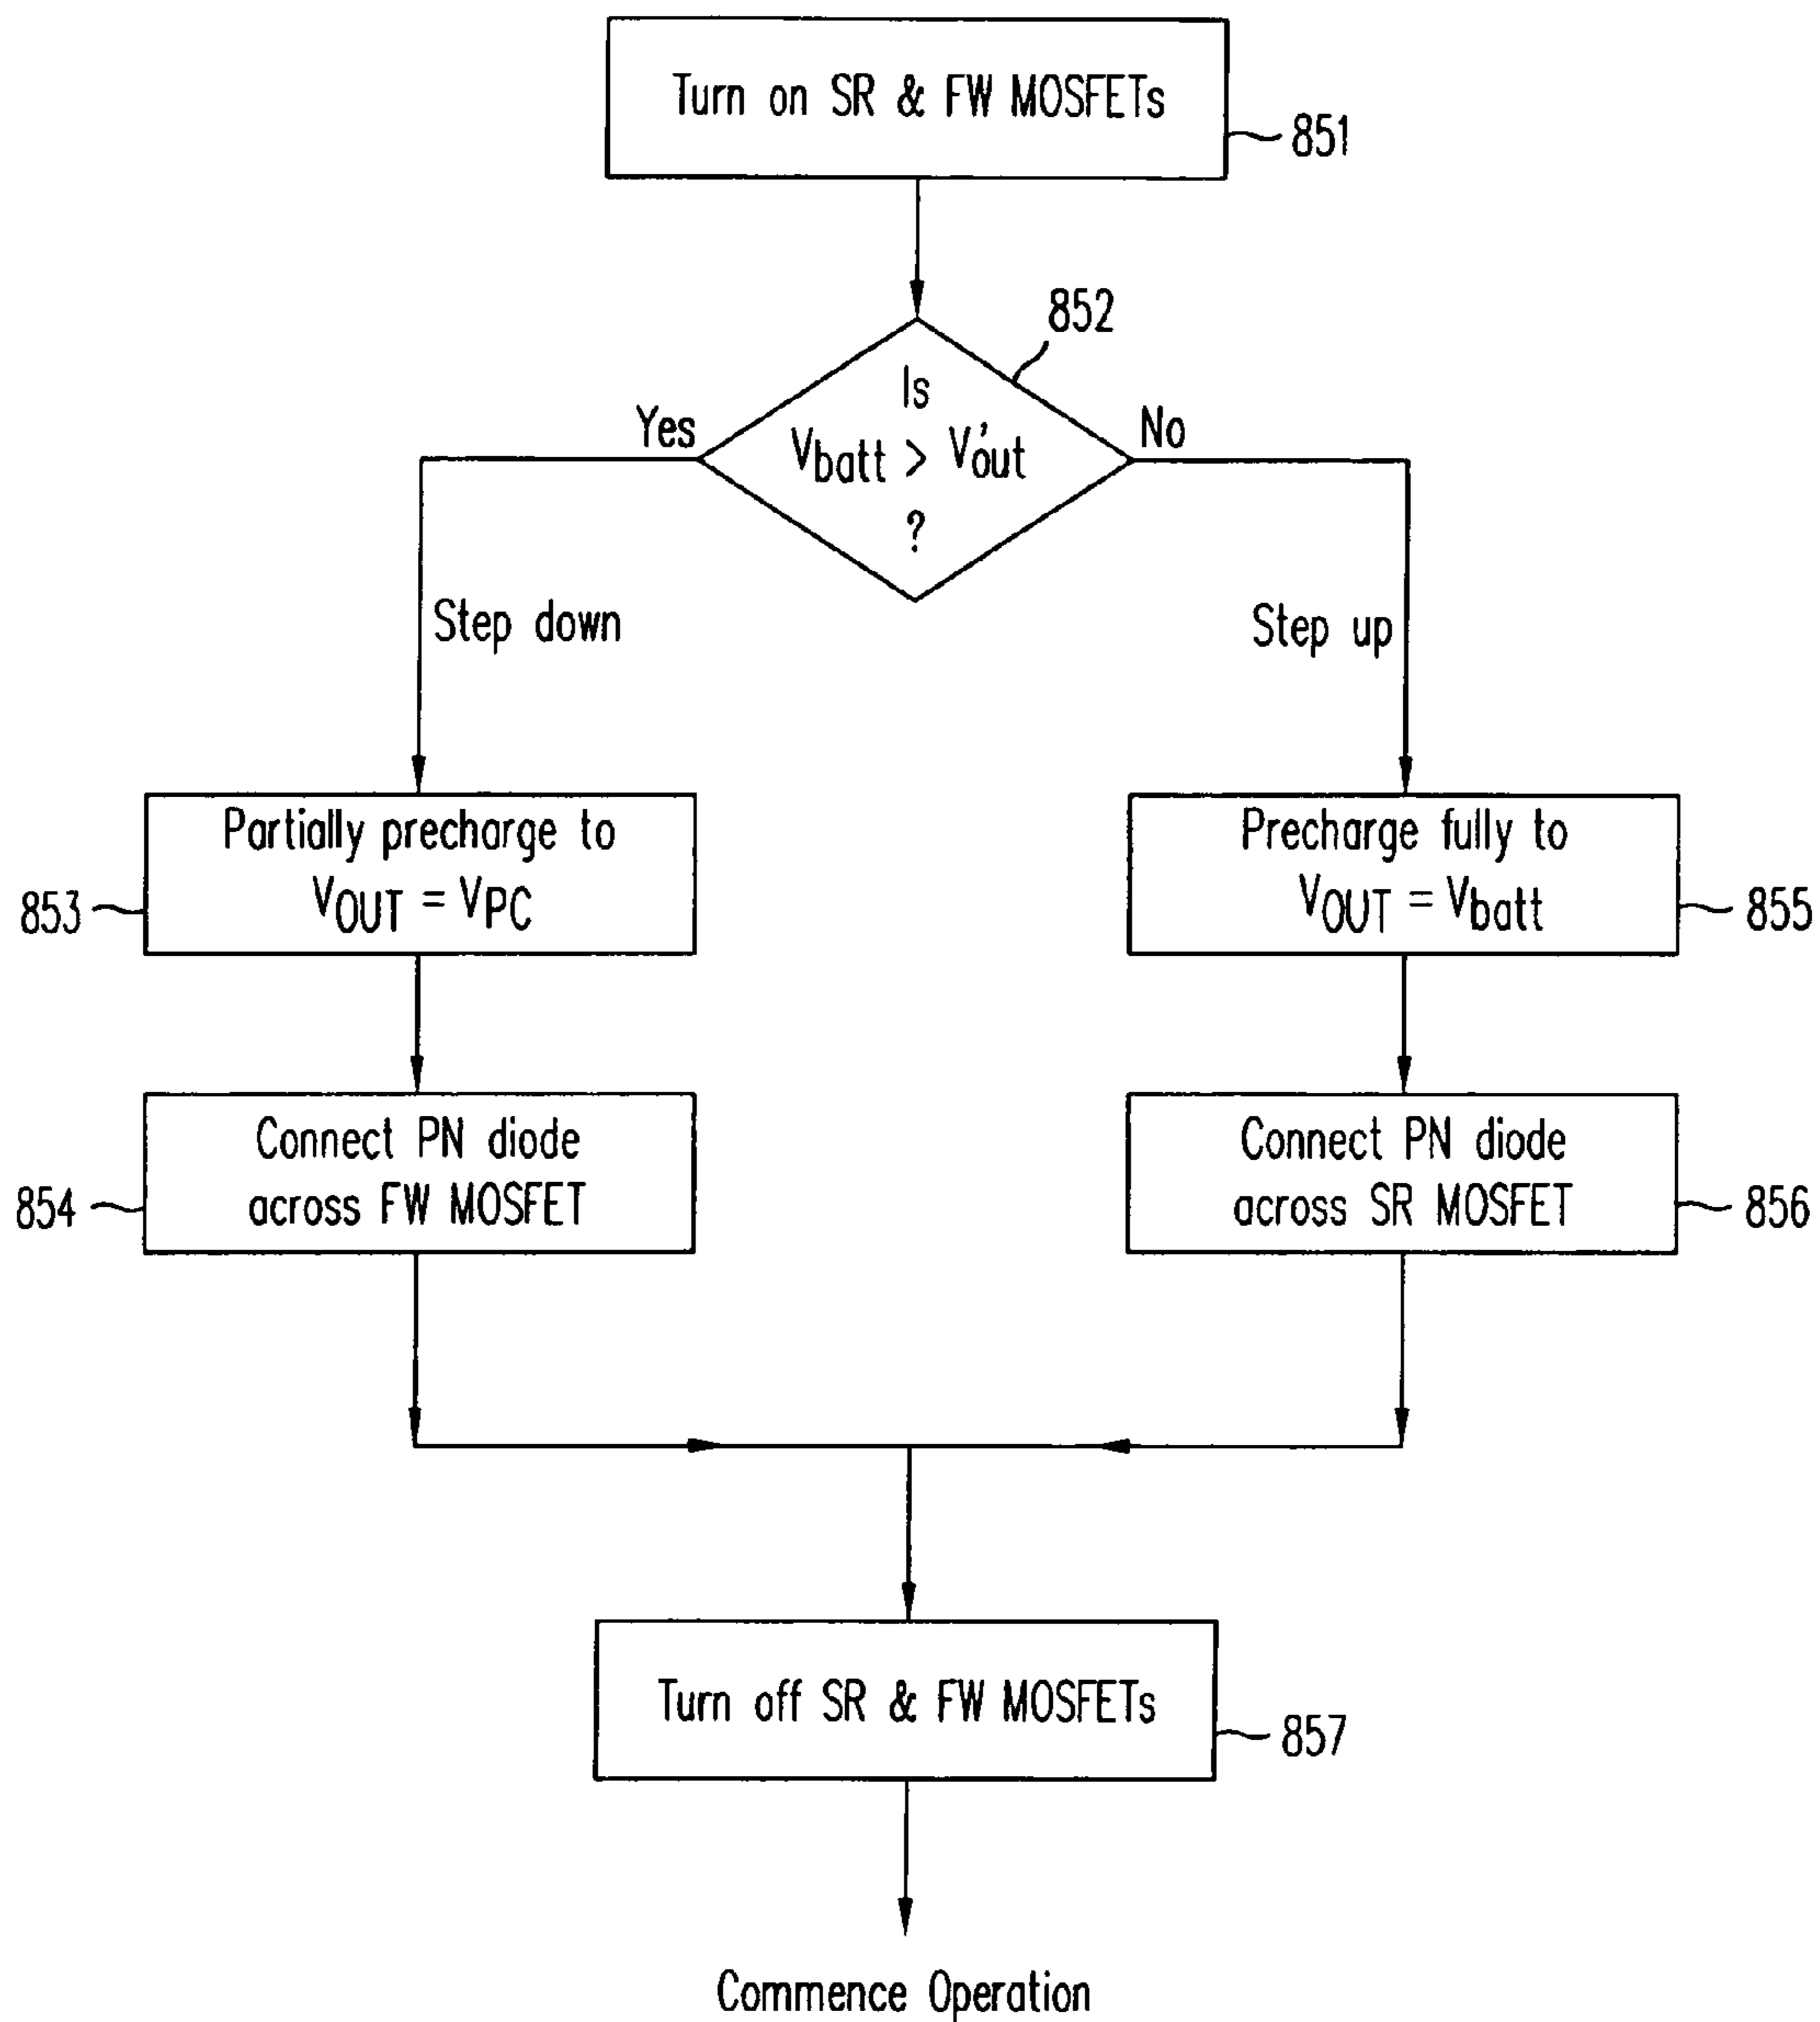 Turn on SR & FW MOSFETs
851
852
Is
Vbatt > V'out
?
Yes
No
Step down
Step up
Partially precharge to
VOUT = VPC
853
Precharge fully to
VOUT = Vbatt
855
Connect PN diode
across FW MOSFET
854
Connect PN diode
across SR MOSFET
856
Turn off SR & FW MOSFETs
857
Commence Operation